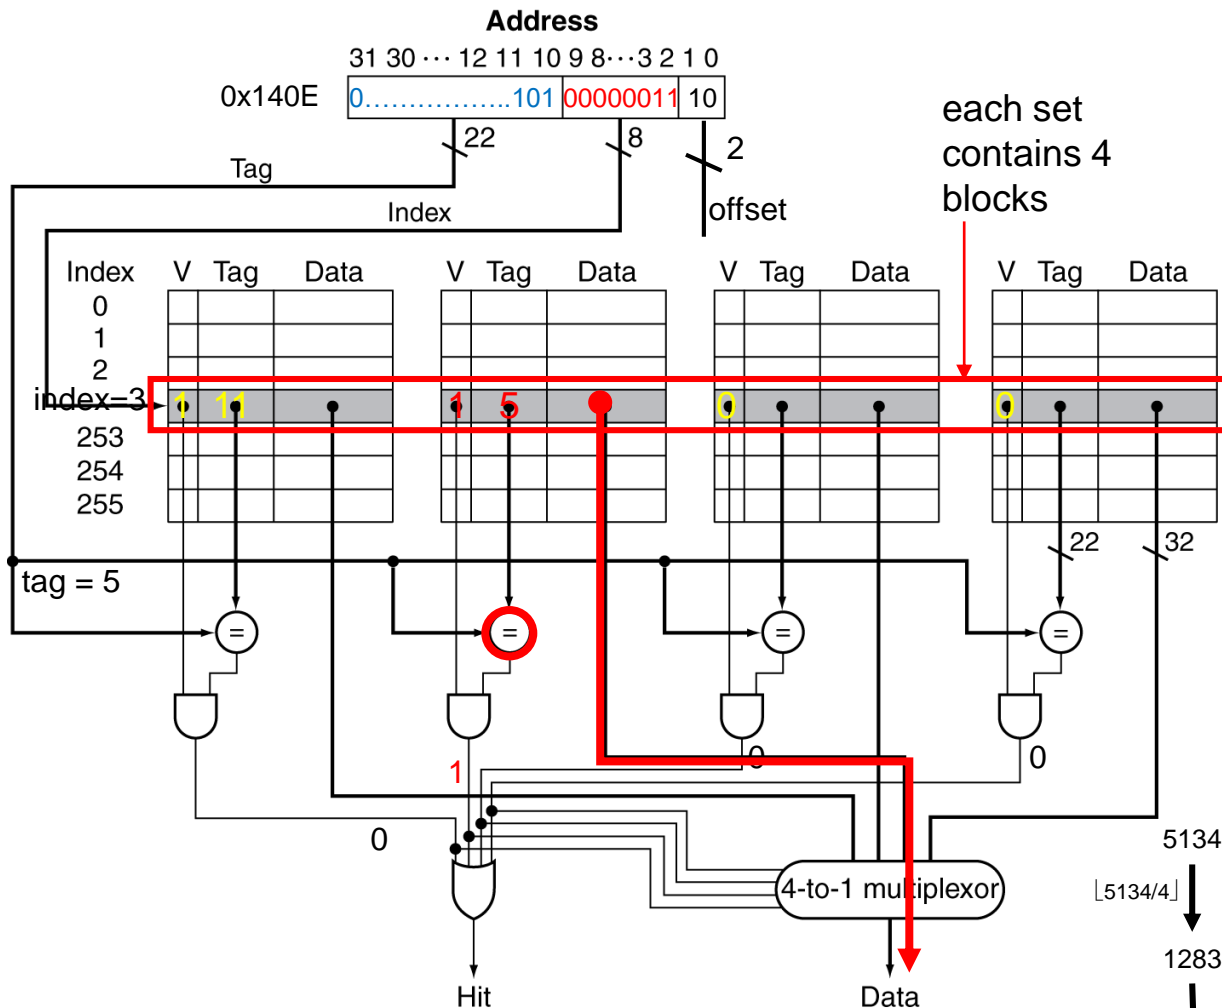 Address
31 30 ··· 12 11 10 9 8···3 2 1 0
0x140E 0……………..101 00000011 10
22 8 2
Tag
Index
offset
each set
contains 4
blocks
Index V Tag Data V Tag Data V Tag Data V Tag Data
0
1
2
index=3 1 11 1 5 0 0
253
254
255
22 32
tag = 5
= = = =
1 0 0
0
4-to-1 multiplexor
Hit
Data
5134
⌊5134/4⌋
1283